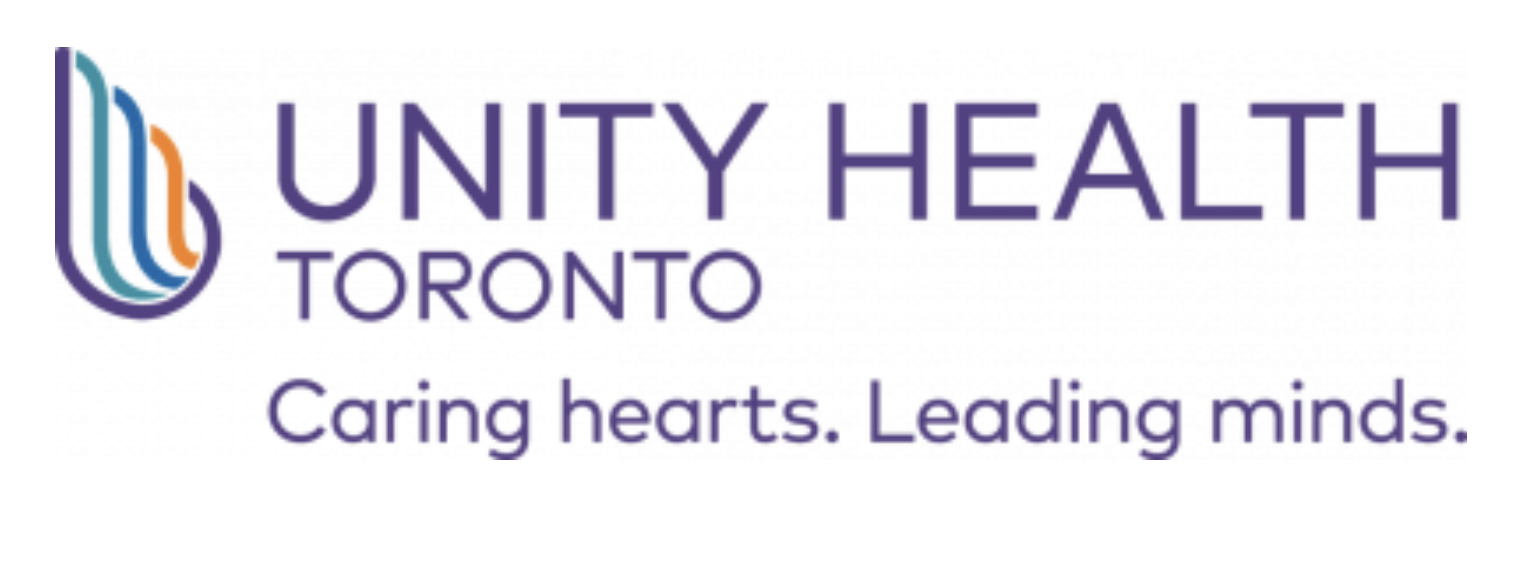 UNITY HEALTH
TORONTO
Caring hearts. Leading minds.